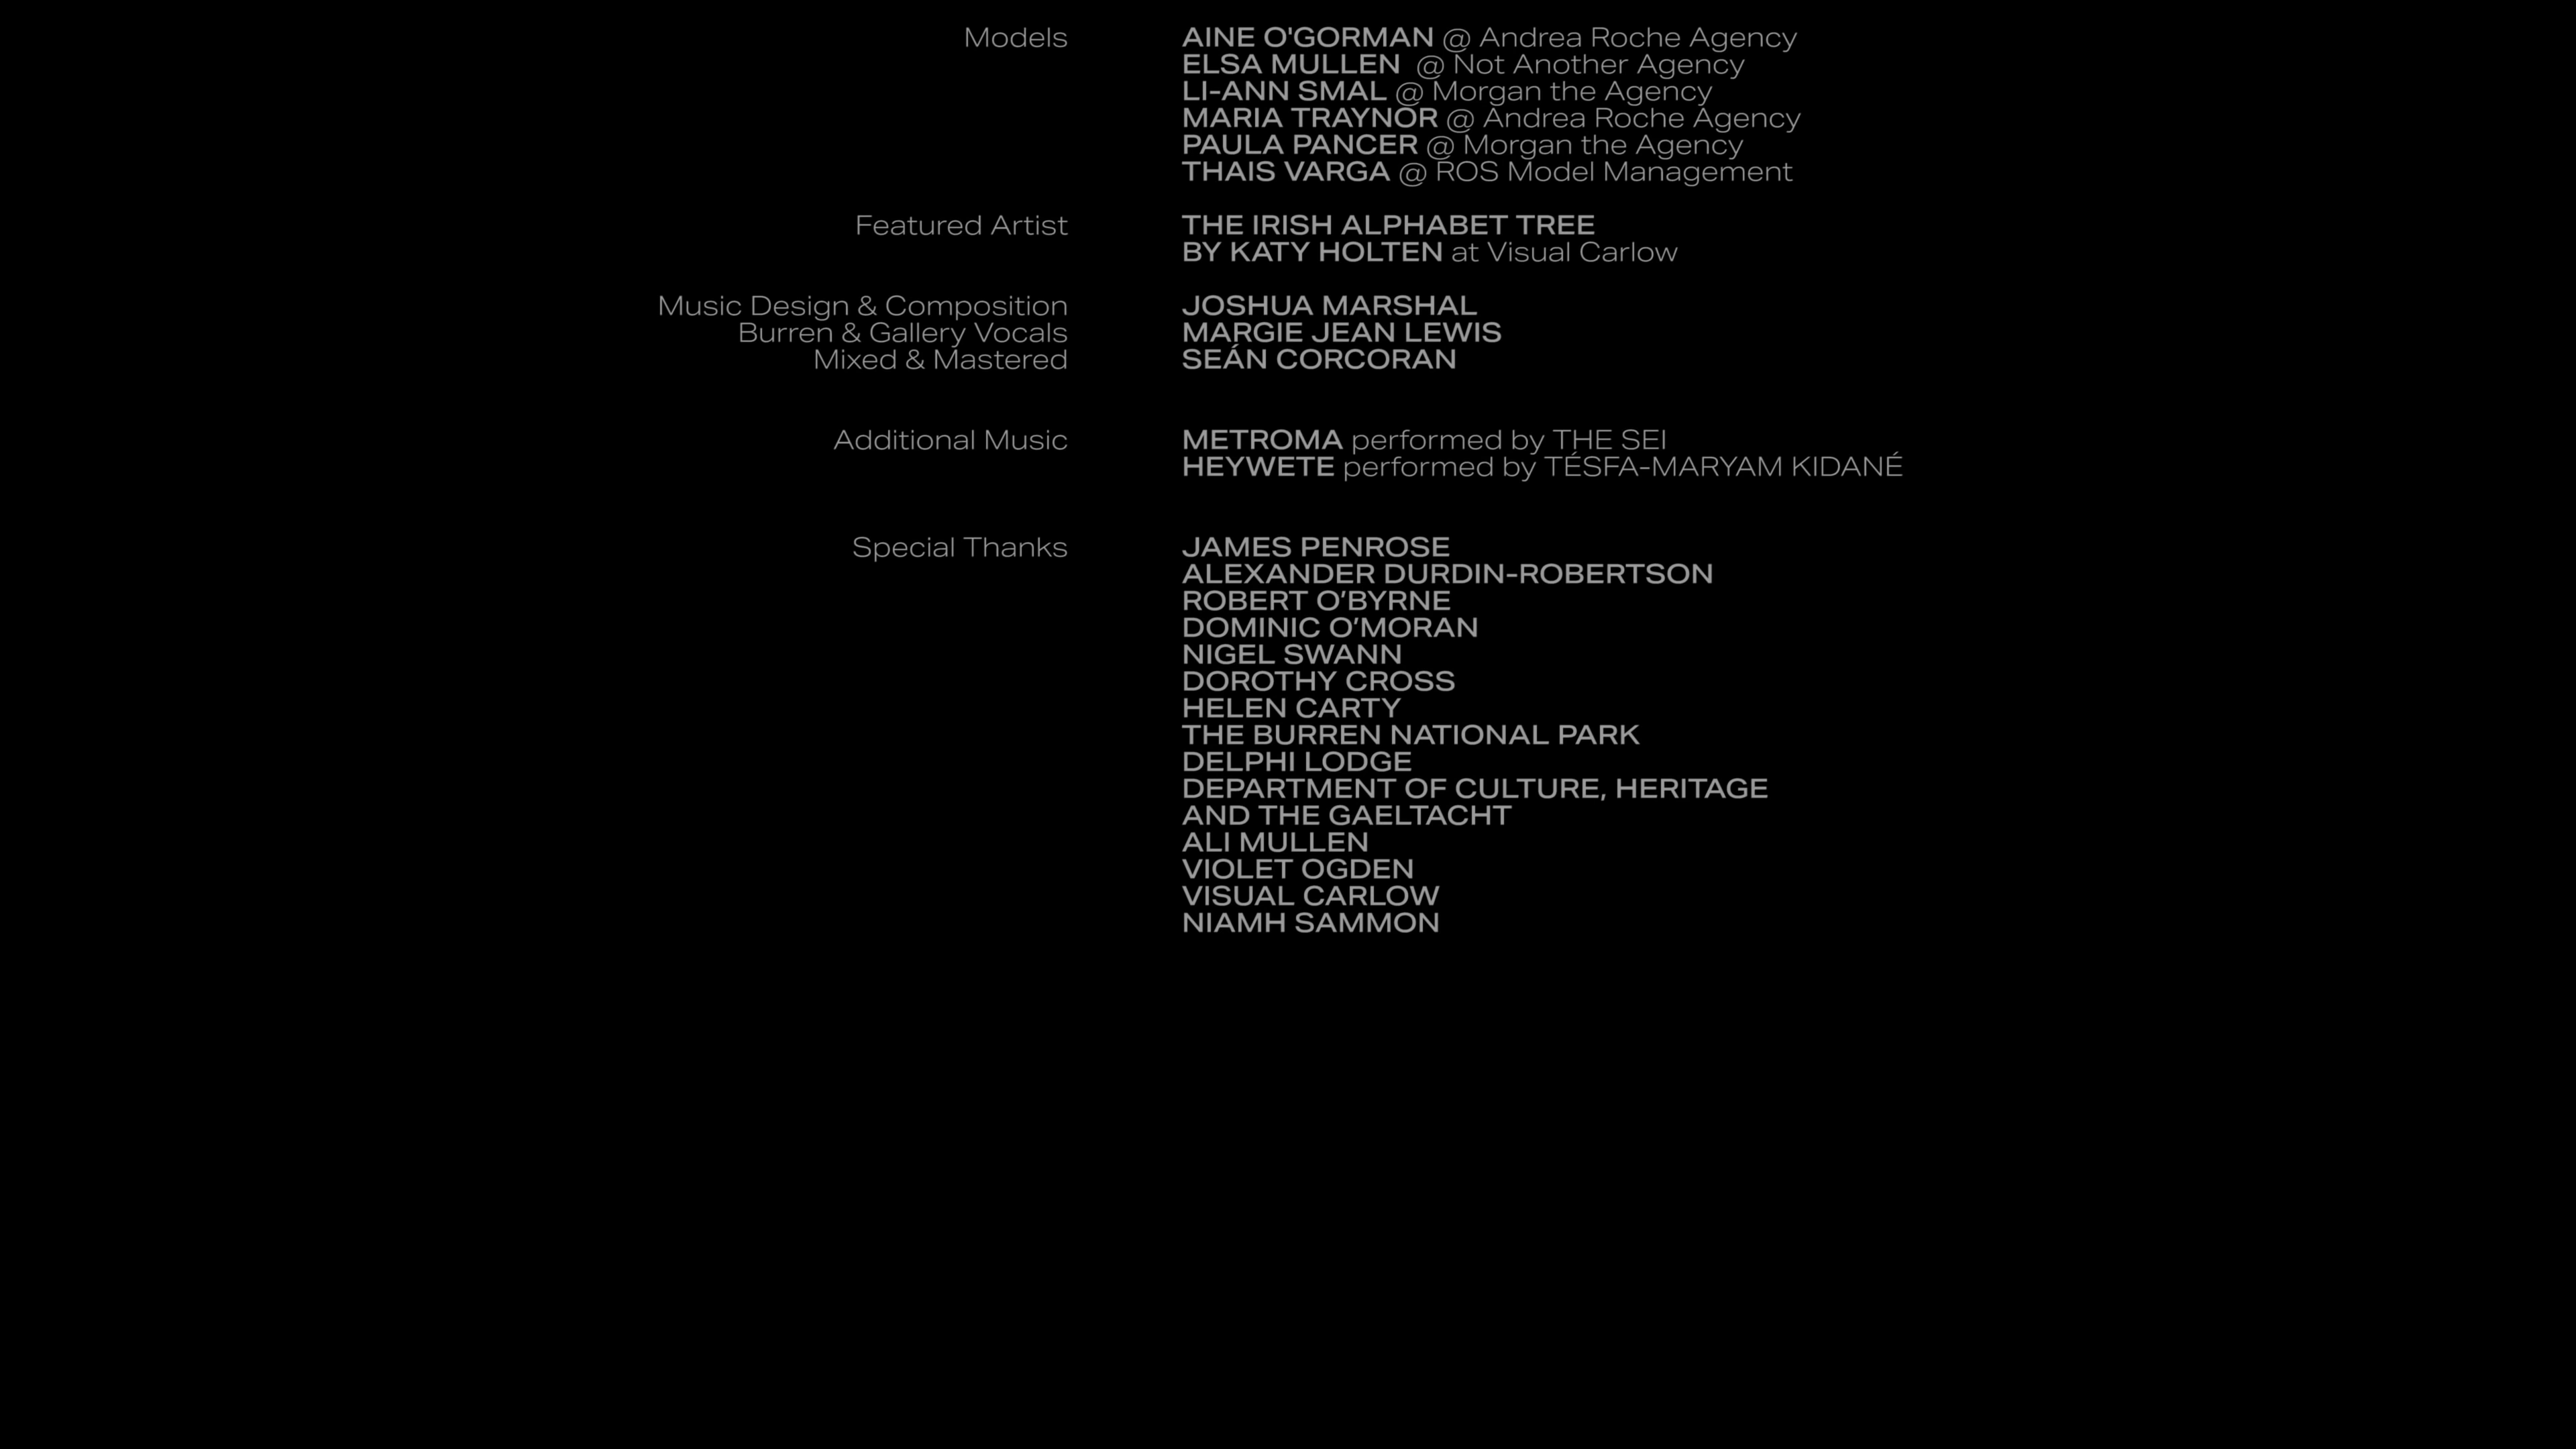 Models AINE O'GORMAN @ Andrea Roche Agency
ELSA MULLEN @ Not Another Agency
LI-ANN SMAL @ Morgan the Agency
MARIA TRAYNOR @ Andrea Roche Agency
PAULA PANCER @ Morgan the Agency
THAIS VARGA @ ROS Model Management
Featured Artist THE IRISH ALPHABET TREE
BY KATY HOLTEN at Visual Carlow
Music Design & Composition JOSHUA MARSHAL
Burren & Gallery Vocals MARGIE JEAN LEWIS
Mixed & Mastered SEÁN CORCORAN
Additional Music METROMA performed by THE SEI
HEYWETE performed by TÉSFA-MARYAM KIDANÉ
Special Thanks JAMES PENROSE
ALEXANDER DURDIN-ROBERTSON
ROBERT O’BYRNE
DOMINIC O’MORAN
NIGEL SWANN
DOROTHY CROSS
HELEN CARTY
THE BURREN NATIONAL PARK
DELPHI LODGE
DEPARTMENT OF CULTURE, HERITAGE
AND THE GAELTACHT
ALI MULLEN
VIOLET OGDEN
VISUAL CARLOW
NIAMH SAMMON